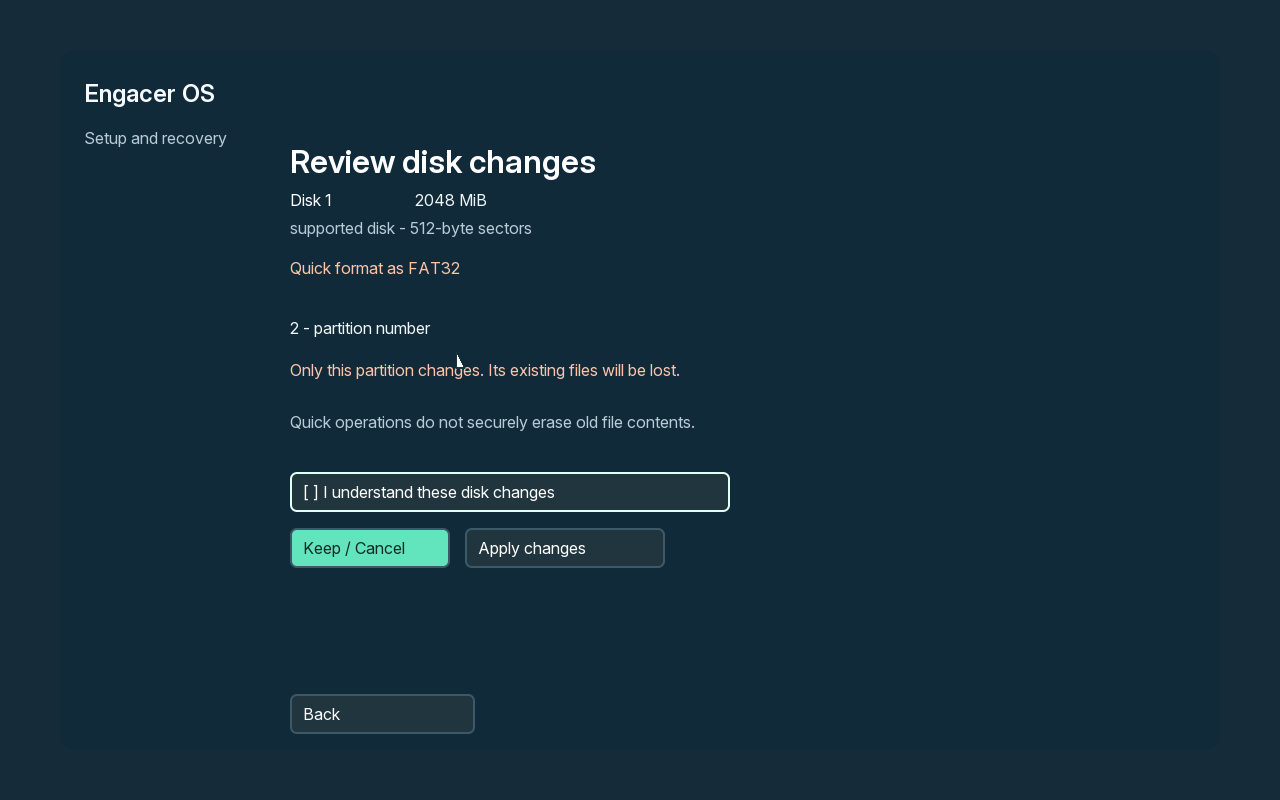 Engacer OS
Setup and recovery
Review disk changes
Disk 1 2048 MiB
supported disk - 512-byte sectors
Quick format as FAT32
2 - partition number
Only this partition changes. Its existing files will be lost.
Quick operations do not securely erase old file contents.
[ ] I understand these disk changes
Keep / Cancel Apply changes
Back